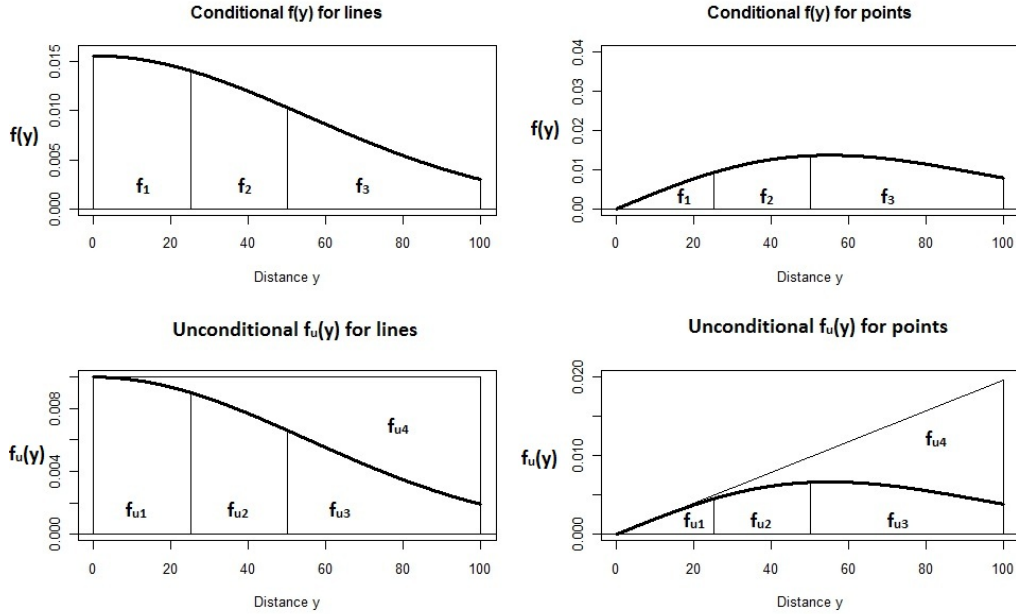 Conditional f(y) for lines
f(y)
0.015
0.010
0.005
0.000
f1
f2
f3
0 20 40 60 80 100
Distance y
Conditional f(y) for points
f(y)
0.04
0.03
0.02
0.01
0.00
f1
f2
f3
0 20 40 60 80 100
Distance y
Unconditional fu(y) for lines
fu(y)
0.008
0.004
0.000
fu1
fu2
fu3
fu4
0 20 40 60 80 100
Distance y
Unconditional fu(y) for points
fu(y)
0.020
0.010
0.000
fu1
fu2
fu3
fu4
0 20 40 60 80 100
Distance y